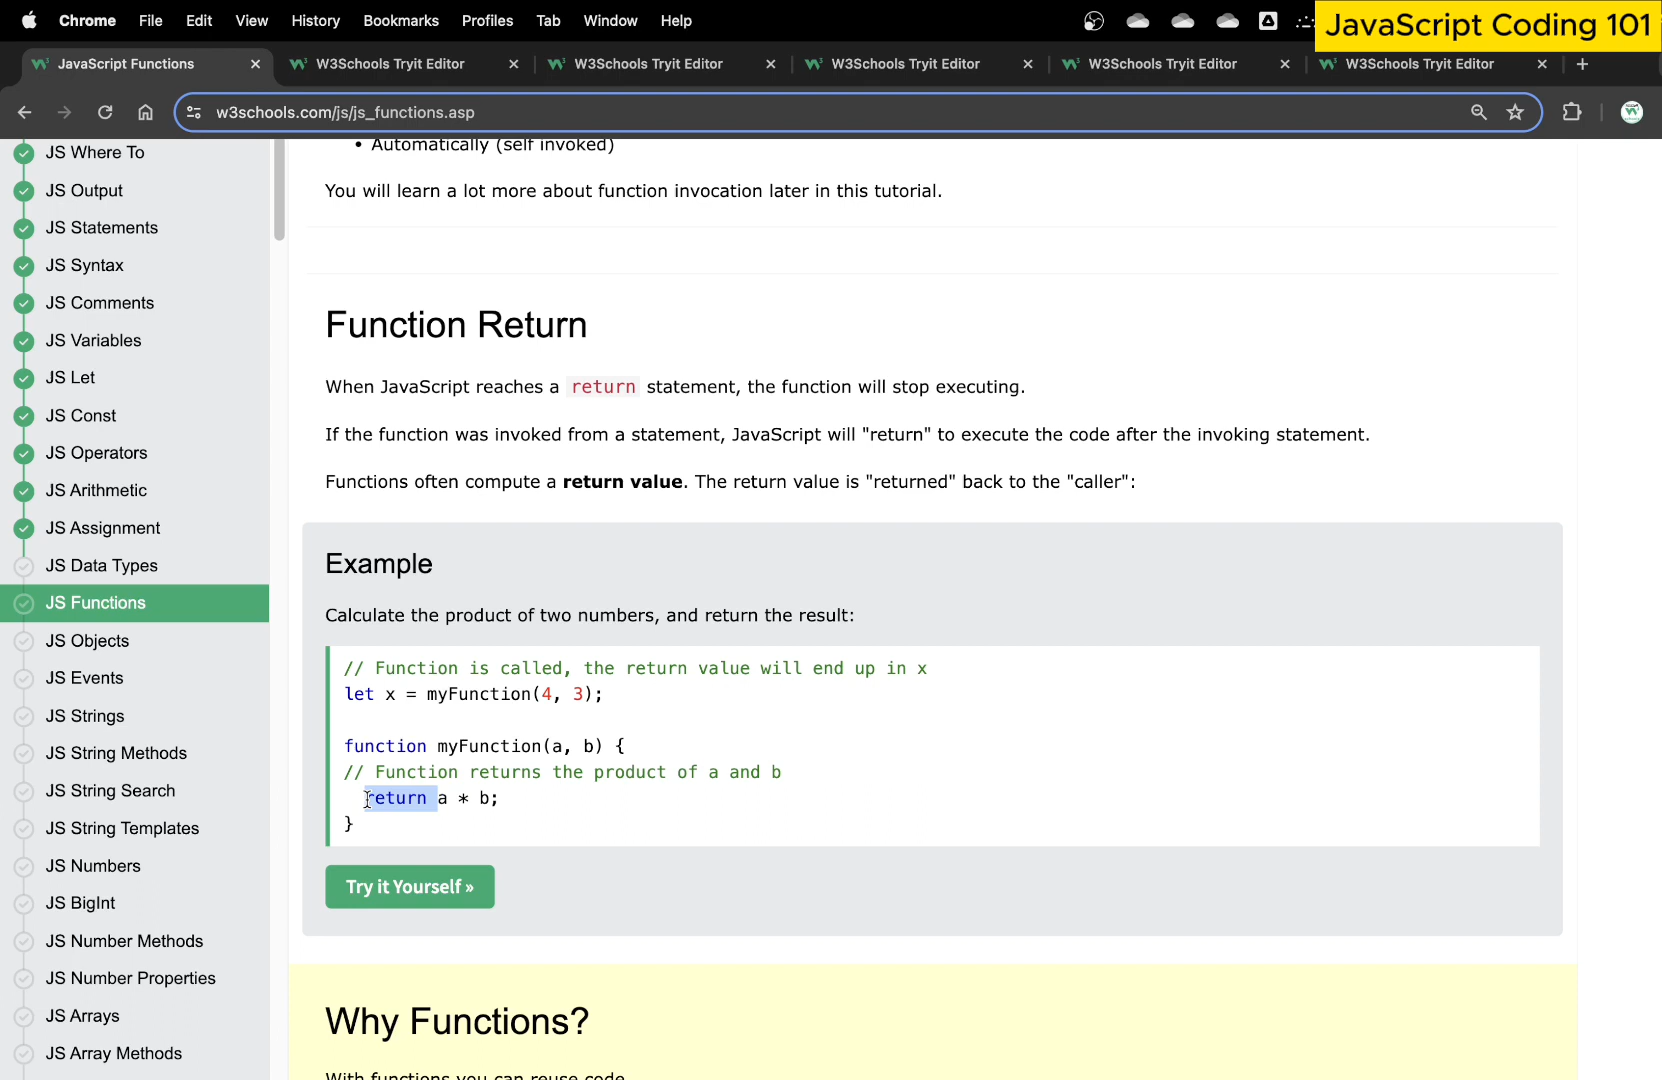 Chrome File Edit View History Bookmarks Profiles Tab Window Help
JavaScript Coding 101
JavaScript Functions
W3Schools Tryit Editor
W3Schools Tryit Editor
W3Schools Tryit Editor
W3Schools Tryit Editor
W3Schools Tryit Editor
w3schools.com/js/js_functions.asp
JS Where To
JS Output
JS Statements
JS Syntax
JS Comments
JS Variables
JS Let
JS Const
JS Operators
JS Arithmetic
JS Assignment
JS Data Types
JS Functions
JS Objects
JS Events
JS Strings
JS String Methods
JS String Search
JS String Templates
JS Numbers
JS BigInt
JS Number Methods
JS Number Properties
JS Arrays
JS Array Methods
• Automatically (self invoked)
You will learn a lot more about function invocation later in this tutorial.
Function Return
When JavaScript reaches a return statement, the function will stop executing.
If the function was invoked from a statement, JavaScript will "return" to execute the code after the invoking statement.
Functions often compute a return value. The return value is "returned" back to the "caller":
Example
Calculate the product of two numbers, and return the result:
// Function is called, the return value will end up in x
let x = myFunction(4, 3);
function myFunction(a, b) {
// Function returns the product of a and b
return a * b;
}
Try it Yourself »
Why Functions?
With functions you can reuse code